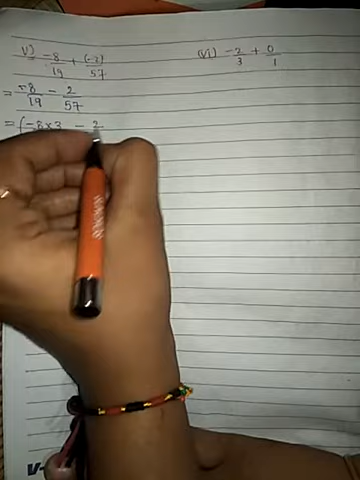 v) -8/19 + (-2)/57
= -8/19 - 2/57
= (-8×3 - 2
(vi) -2/3 + 0/1